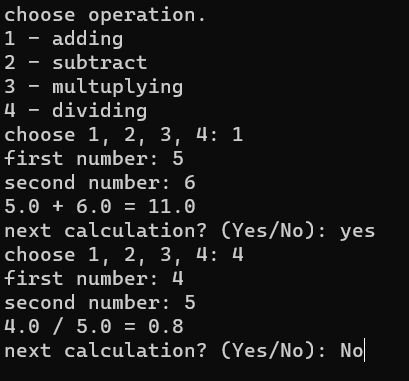 choose operation.
1 - adding
2 - subtract
3 - multuplying
4 - dividing
choose 1, 2, 3, 4: 1
first number: 5
second number: 6
5.0 + 6.0 = 11.0
next calculation? (Yes/No): yes
choose 1, 2, 3, 4: 4
first number: 4
second number: 5
4.0 / 5.0 = 0.8
next calculation? (Yes/No): No